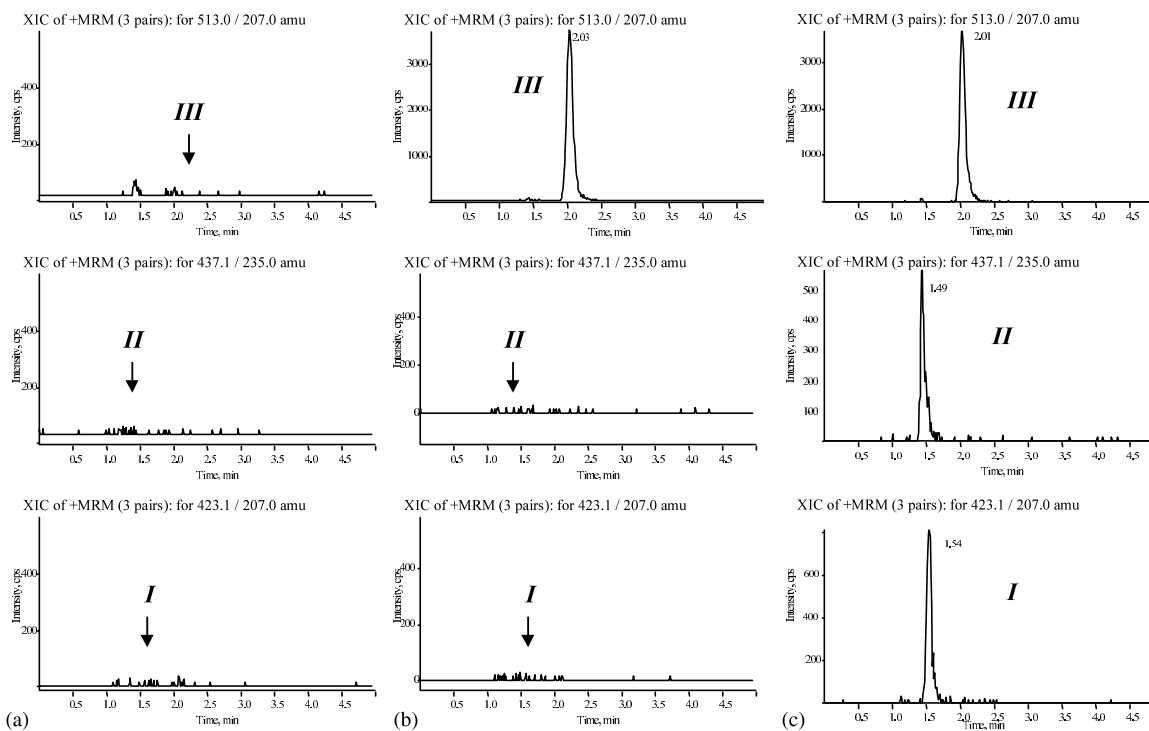 XIC of +MRM (3 pairs): for 513.0 / 207.0 amu
Intensity, cps
400
200
III
0.5 1.0 1.5 2.0 2.5 3.0 3.5 4.0 4.5
Time, min
XIC of +MRM (3 pairs): for 513.0 / 207.0 amu
Intensity, cps
3000
2000
1000
2.03
III
0.5 1.0 1.5 2.0 2.5 3.0 3.5 4.0 4.5
Time, min
XIC of +MRM (3 pairs): for 513.0 / 207.0 amu
Intensity, cps
3000
2000
1000
2.01
III
0.5 1.0 1.5 2.0 2.5 3.0 3.5 4.0 4.5
Time, min
XIC of +MRM (3 pairs): for 437.1 / 235.0 amu
Intensity, cps
400
200
II
0.5 1.0 1.5 2.0 2.5 3.0 3.5 4.0 4.5
Time, min
XIC of +MRM (3 pairs): for 437.1 / 235.0 amu
Intensity, cps
400
200
0
II
0.5 1.0 1.5 2.0 2.5 3.0 3.5 4.0 4.5
Time, min
XIC of +MRM (3 pairs): for 437.1 / 235.0 amu
Intensity, cps
500
400
300
200
100
1.49
II
0.5 1.0 1.5 2.0 2.5 3.0 3.5 4.0 4.5
Time, min
XIC of +MRM (3 pairs): for 423.1 / 207.0 amu
Intensity, cps
400
200
I
0.5 1.0 1.5 2.0 2.5 3.0 3.5 4.0 4.5
Time, min
(a)
XIC of +MRM (3 pairs): for 423.1 / 207.0 amu
Intensity, cps
400
200
0
I
0.5 1.0 1.5 2.0 2.5 3.0 3.5 4.0 4.5
Time, min
(b)
XIC of +MRM (3 pairs): for 423.1 / 207.0 amu
Intensity, cps
600
400
200
1.54
I
0.5 1.0 1.5 2.0 2.5 3.0 3.5 4.0 4.5
Time, min
(c)